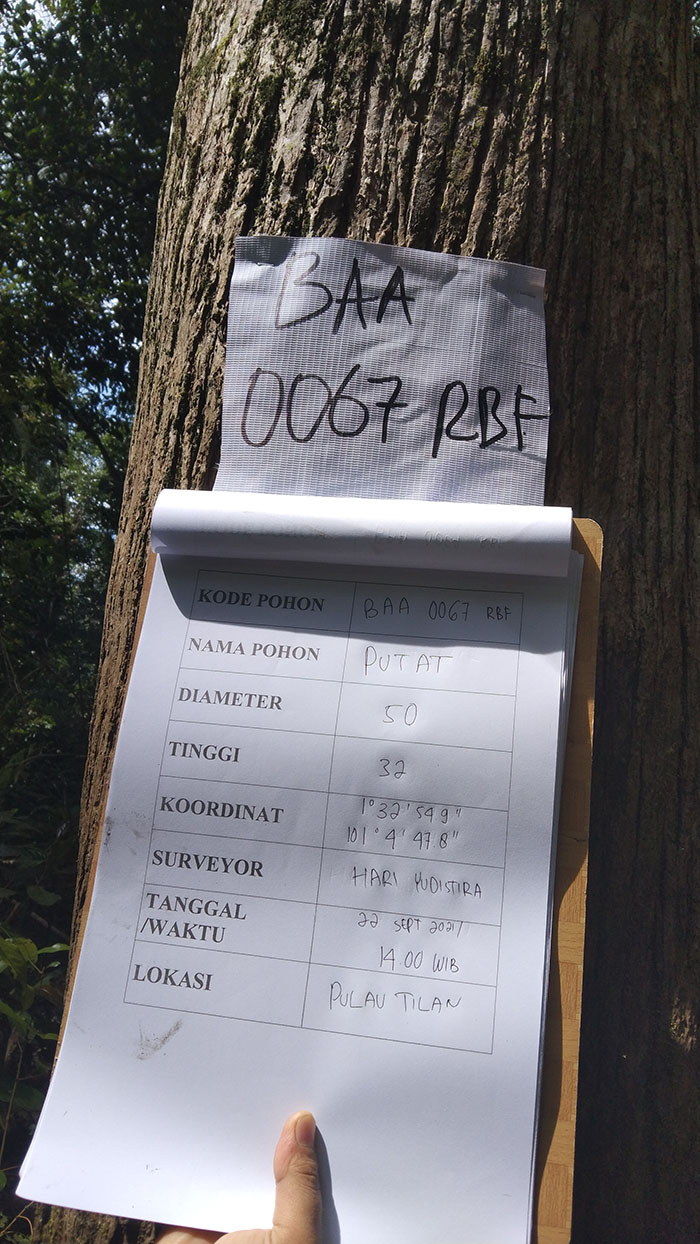 BAA
0067 RBF
KODE POHON BAA 0067 RBF
NAMA POHON PUTAT
DIAMETER 50
TINGGI 32
KOORDINAT 1°32'54.9"
101°4'47.8"
SURVEYOR HARI YUDISTIRA
TANGGAL 22 SEPT 2021/
/WAKTU 14.00 WIB
LOKASI PULAU TILAN